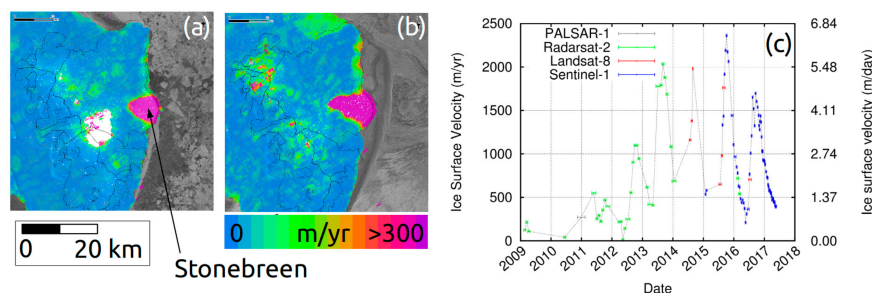 (a)
(b)
0 20 km
0 m/yr >300
Stonebreen
(c)
PALSAR-1
Radarsat-2
Landsat-8
Sentinel-1
Ice Surface Velocity (m/yr)
2500
2000
1500
1000
500
0
2009 2010 2011 2012 2013 2014 2015 2016 2017 2018
Date
6.84
5.48
4.11
2.74
1.37
0.00
Ice surface velocity (m/day)